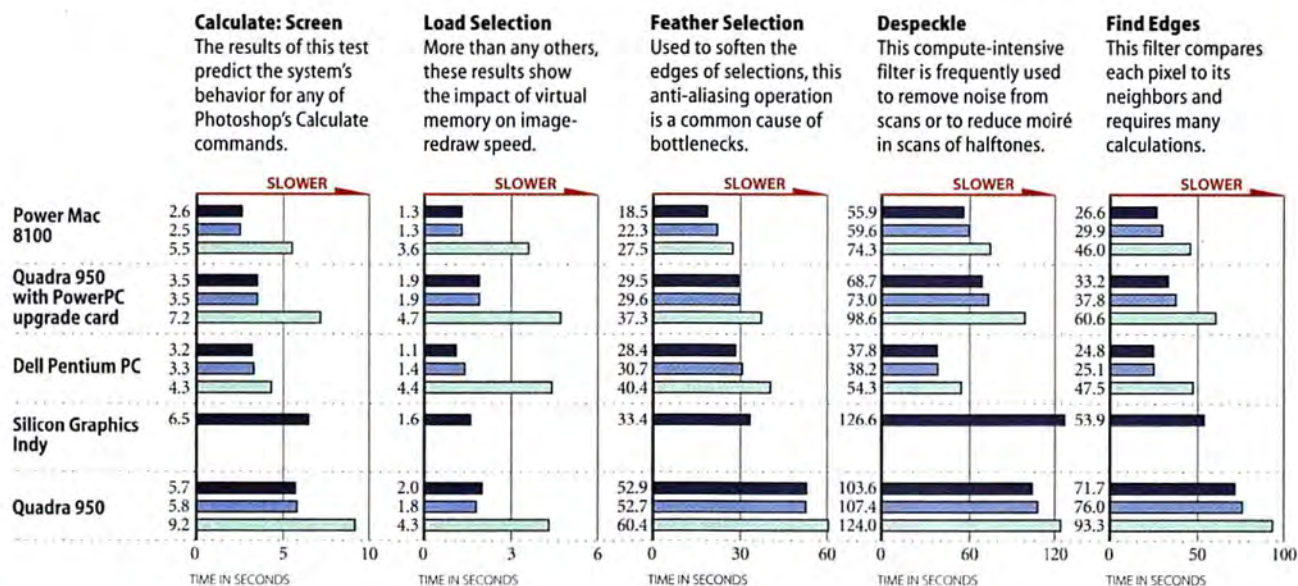 Calculate: Screen
The results of this test
predict the system's
behavior for any of
Photoshop's Calculate
commands.
Load Selection
More than any others,
these results show
the impact of virtual
memory on image-
redraw speed.
Feather Selection
Used to soften the
edges of selections, this
anti-aliasing operation
is a common cause of
bottlenecks.
Despeckle
This compute-intensive
filter is frequently used
to remove noise from
scans or to reduce moiré
in scans of halftones.
Find Edges
This filter compares
each pixel to its
neighbors and
requires many
calculations.
SLOWER SLOWER SLOWER SLOWER SLOWER
Power Mac
8100
2.6 1.3 18.5 55.9 26.6
2.5 1.3 22.3 59.6 29.9
5.5 3.6 27.5 74.3 46.0
Quadra 950
with PowerPC
upgrade card
3.5 1.9 29.5 68.7 33.2
3.5 1.9 29.6 73.0 37.8
7.2 4.7 37.3 98.6 60.6
Dell Pentium PC
3.2 1.1 28.4 37.8 24.8
3.3 1.4 30.7 38.2 25.1
4.3 4.4 40.4 54.3 47.5
Silicon Graphics
Indy
6.5 1.6 33.4 126.6 53.9
Quadra 950
5.7 2.0 52.9 103.6 71.7
5.8 1.8 52.7 107.4 76.0
9.2 4.3 60.4 124.0 93.3
0 5 10 0 3 6 0 30 60 0 60 120 0 50 100
TIME IN SECONDS TIME IN SECONDS TIME IN SECONDS TIME IN SECONDS TIME IN SECONDS